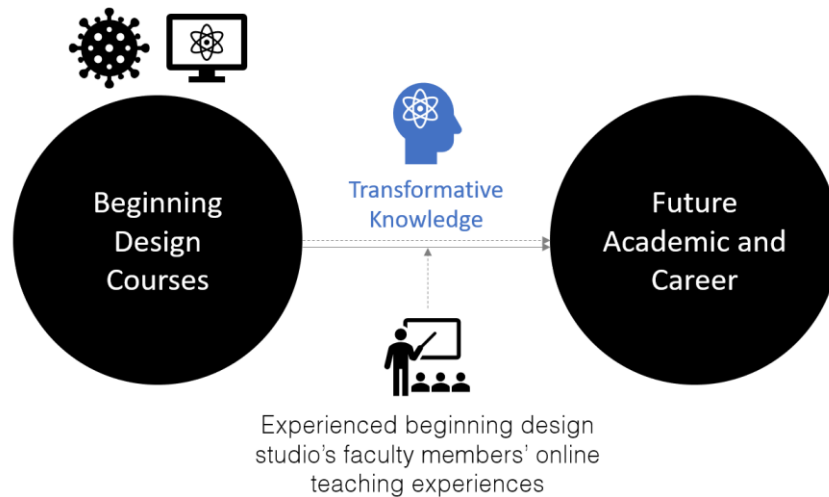 Beginning
Design
Courses
Transformative
Knowledge
Future
Academic and
Career
Experienced beginning design
studio's faculty members' online
teaching experiences